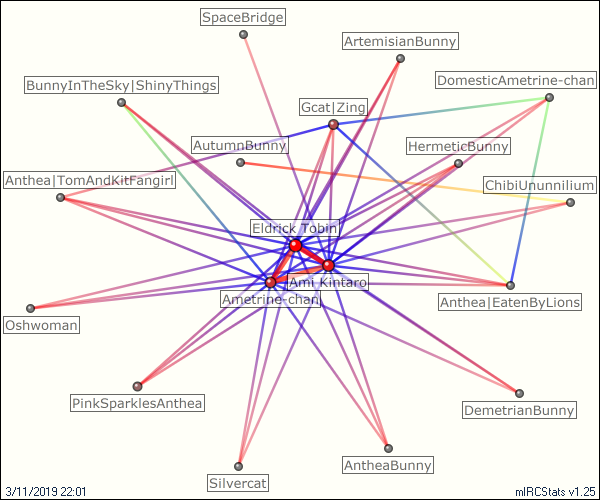 SpaceBridge
ArtemisianBunny
DomesticAmetrine-chan
BunnyInTheSky|ShinyThings
Gcat|Zing
AutumnBunny
HermeticBunny
Anthea|TomAndKitFangirl
ChibiUnunnilium
Eldrick Tobin
Ami Kintaro
Ametrine-chan
Anthea|EatenByLions
Oshwoman
PinkSparklesAnthea
DemetrianBunny
AntheaBunny
Silvercat
3/11/2019 22:01
mIRCStats v1.25